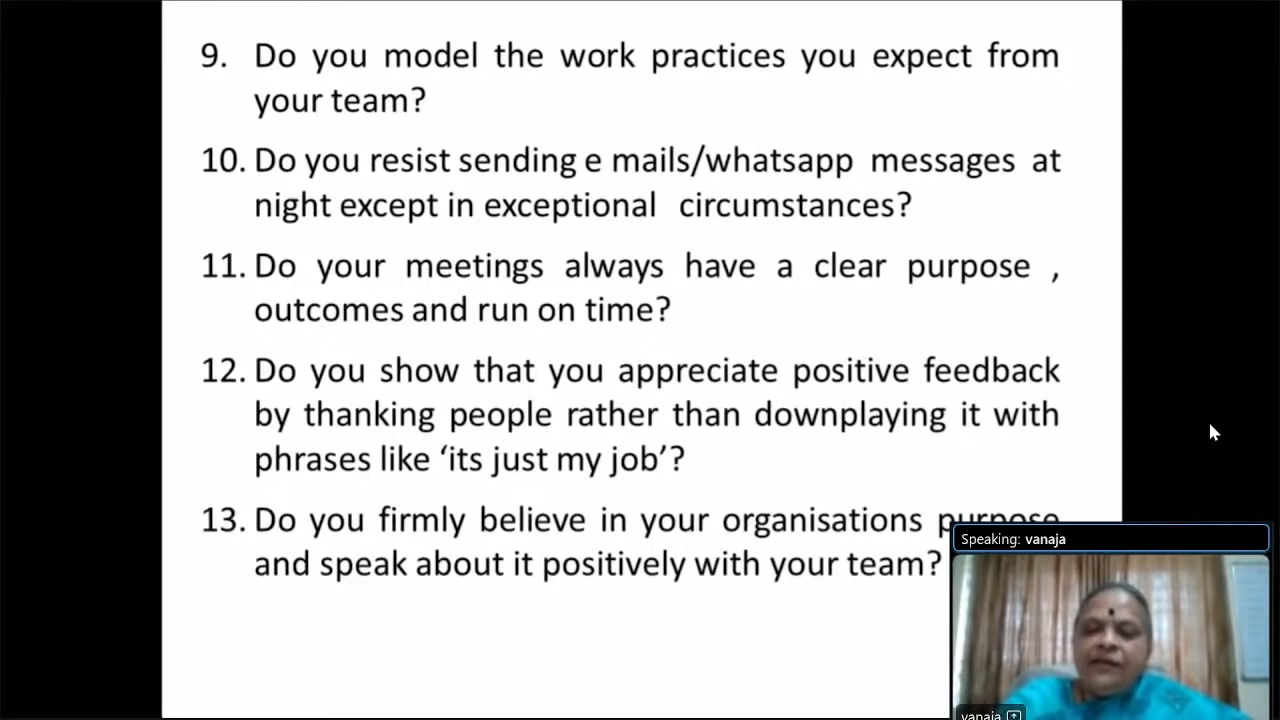 9. Do you model the work practices you expect from
your team?
10. Do you resist sending e mails/whatsapp messages at
night except in exceptional circumstances?
11. Do your meetings always have a clear purpose ,
outcomes and run on time?
12. Do you show that you appreciate positive feedback
by thanking people rather than downplaying it with
phrases like ‘its just my job’?
13. Do you firmly believe in your organisations purpose
and speak about it positively with your team?
Speaking: vanaja
vanaja